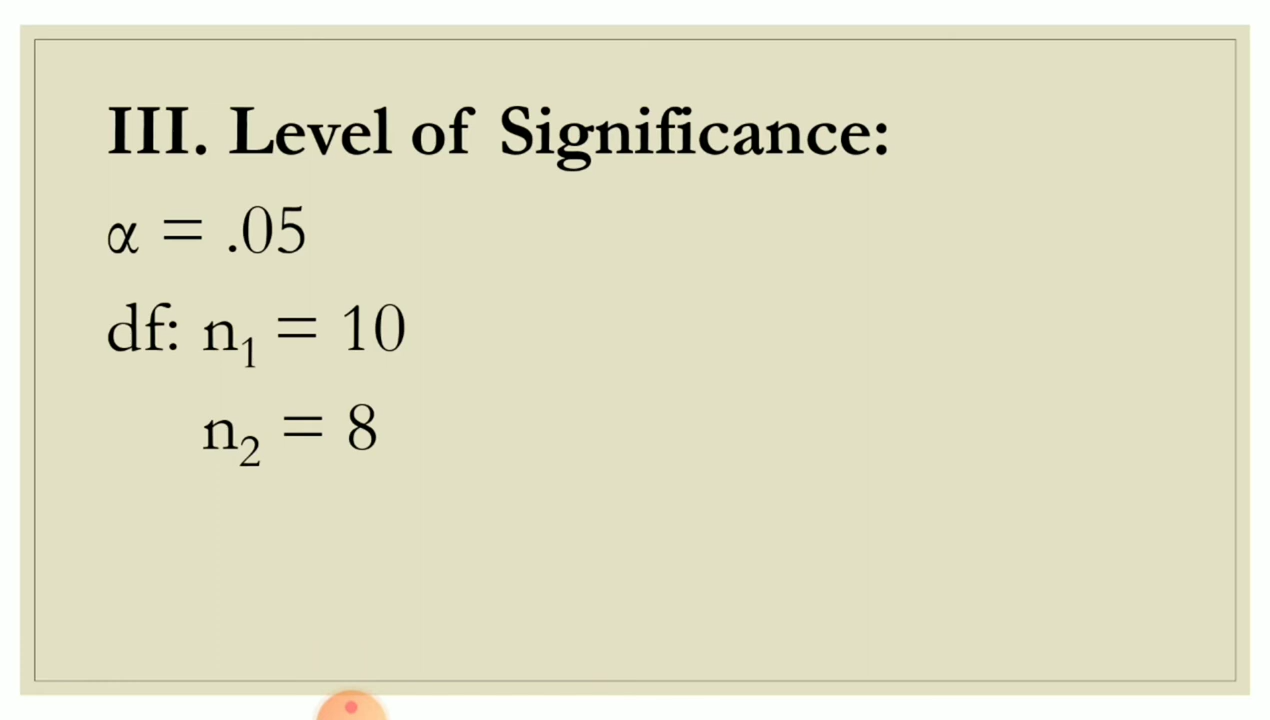 III. Level of Significance:
α = .05
df: n₁ = 10
n₂ = 8